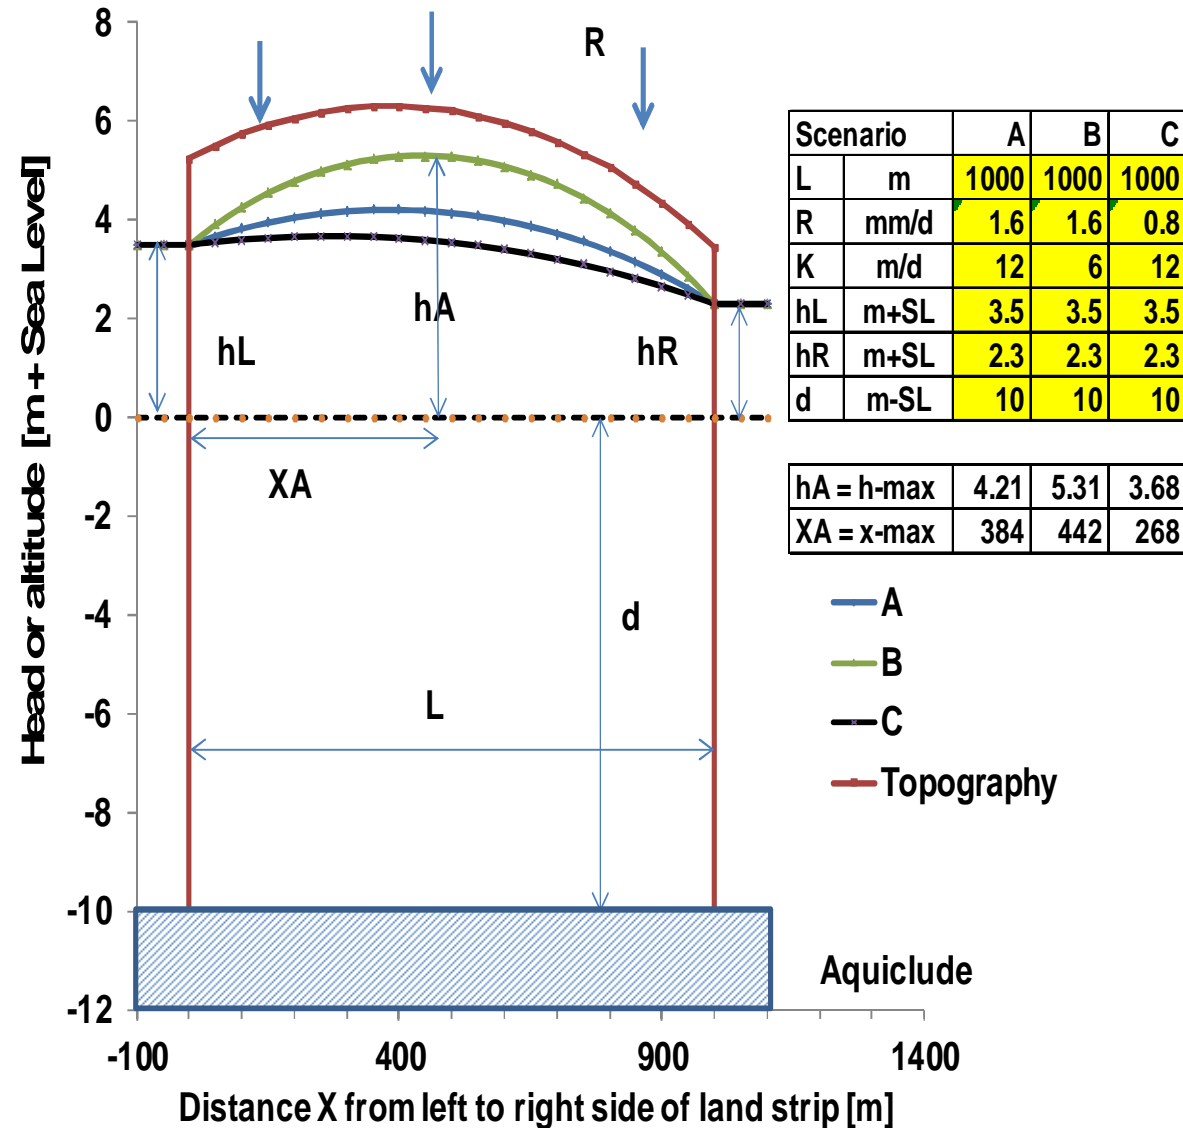 Head or altitude [m + Sea Level]
8
6
4
2
0
-2
-4
-6
-8
-10
-12
R
hA
hL
hR
XA
d
L
Aquiclude
-100 400 900 1400
Distance X from left to right side of land strip [m]
Scenario A B C
L m 1000 1000 1000
R mm/d 1.6 1.6 0.8
K m/d 12 6 12
hL m+SL 3.5 3.5 3.5
hR m+SL 2.3 2.3 2.3
d m-SL 10 10 10
hA = h-max 4.21 5.31 3.68
XA = x-max 384 442 268
A
B
C
Topography